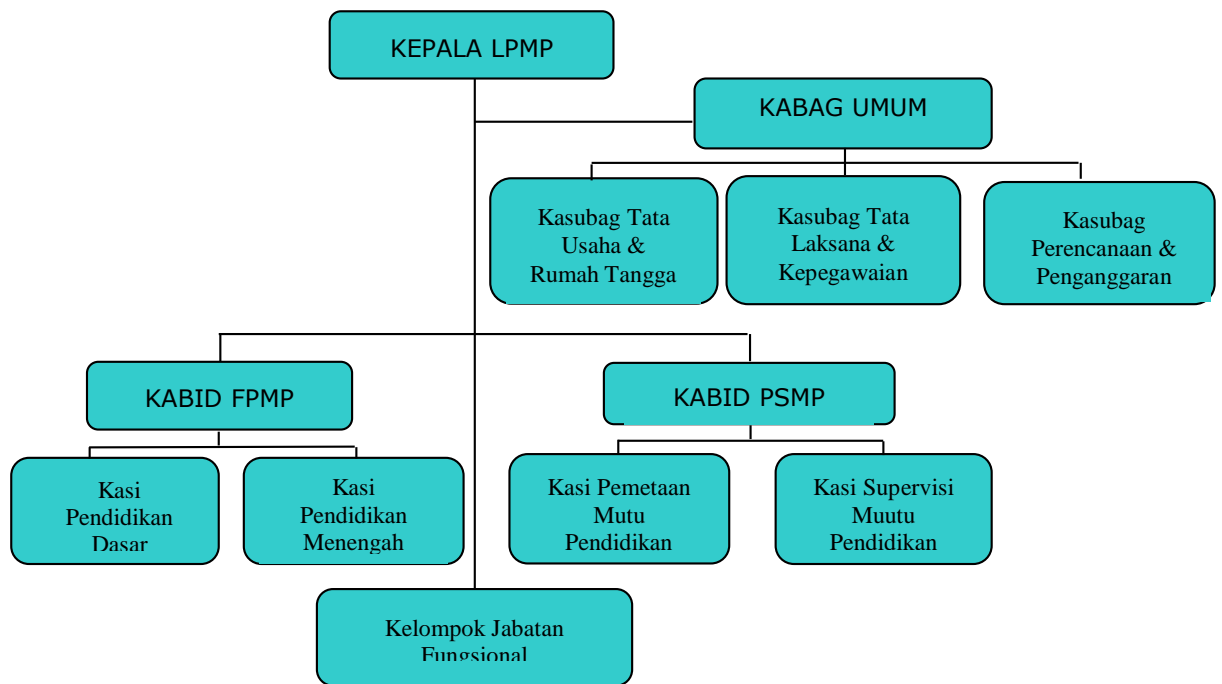 KEPALA LPMP
KABAG UMUM
Kasubag Tata
Usaha &
Rumah Tangga
Kasubag Tata
Laksana &
Kepegawaian
Kasubag
Perencanaan &
Penganggaran
KABID FPMP
KABID PSMP
Kasi
Pendidikan
Dasar
Kasi
Pendidikan
Menengah
Kasi Pemetaan
Mutu
Pendidikan
Kasi Supervisi
Muutu
Pendidikan
Kelompok Jabatan
Fungsional